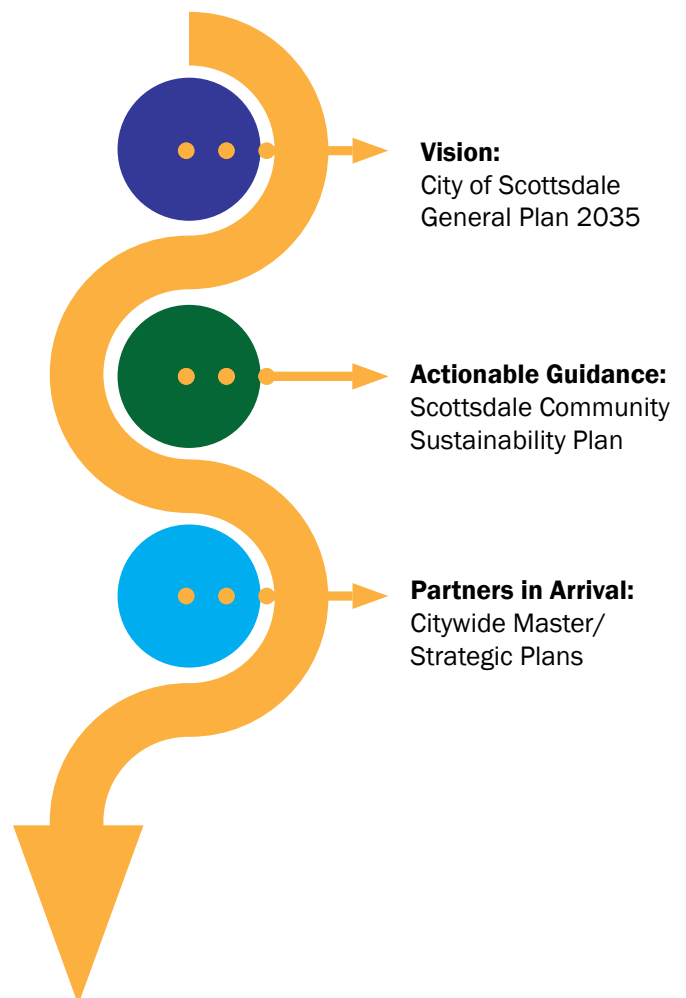 Vision:
City of Scottsdale
General Plan 2035
Actionable Guidance:
Scottsdale Community
Sustainability Plan
Partners in Arrival:
Citywide Master/
Strategic Plans